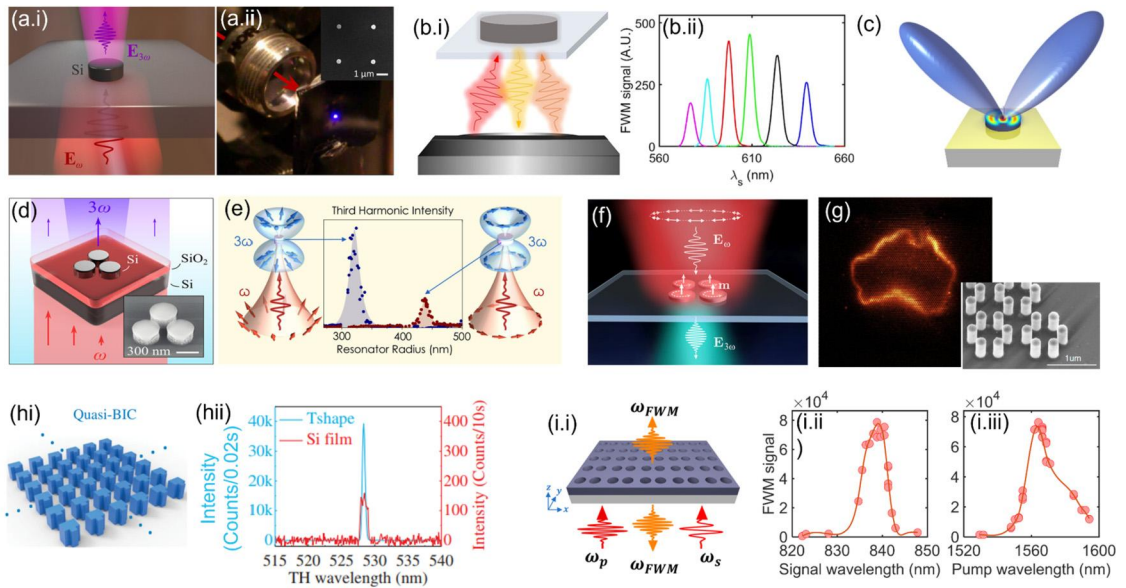 (a.i)
E3ω
Si
Eω
(a.ii)
1 μm
(b.i)
(b.ii)
FWM signal (A.U.)
500
250
0
560
610
660
λs (nm)
(c)
(d)
3ω
Si
SiO2
Si
300 nm
ω
(e)
Third Harmonic Intensity
3ω
3ω
ω
ω
300
400
500
Resonator Radius (nm)
(f)
Eω
m
E3ω
(g)
1um
(hi)
Quasi-BIC
(hii)
Intensity
(Counts/0.02s)
40k
30k
20k
10k
0
Tshape
Si film
400
300
200
100
0
Intensity (Counts/10s)
515 520 525 530 535 540
TH wavelength (nm)
(i.i)
ωFWM
z
y
x
ωp
ωFWM
ωs
(i.ii
)
×10⁴
FWM signal
8
6
4
2
0
820
840
850
Signal wavelength (nm)
(i.iii)
×10⁴
8
6
4
2
0
1520
1560
1600
Pump wavelength (nm)